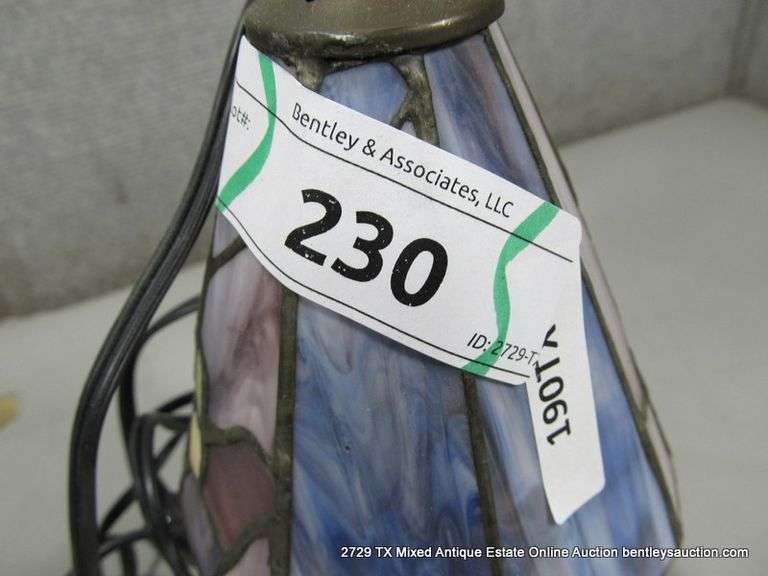 ot#:
Bentley & Associates, LLC
230
ID: 2729-T
190TX
2729 TX Mixed Antique Estate Online Auction bentleysauction.com